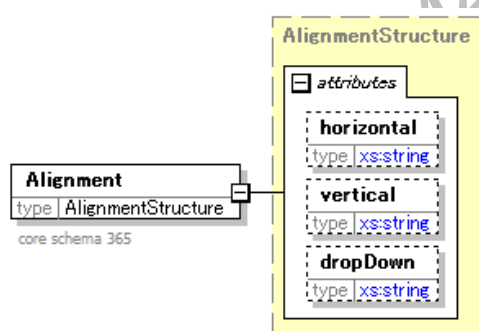 AlignmentStructure
attributes
horizontal
type xs:string
Alignment
type AlignmentStructure
core schema 365
vertical
type xs:string
dropDown
type xs:string